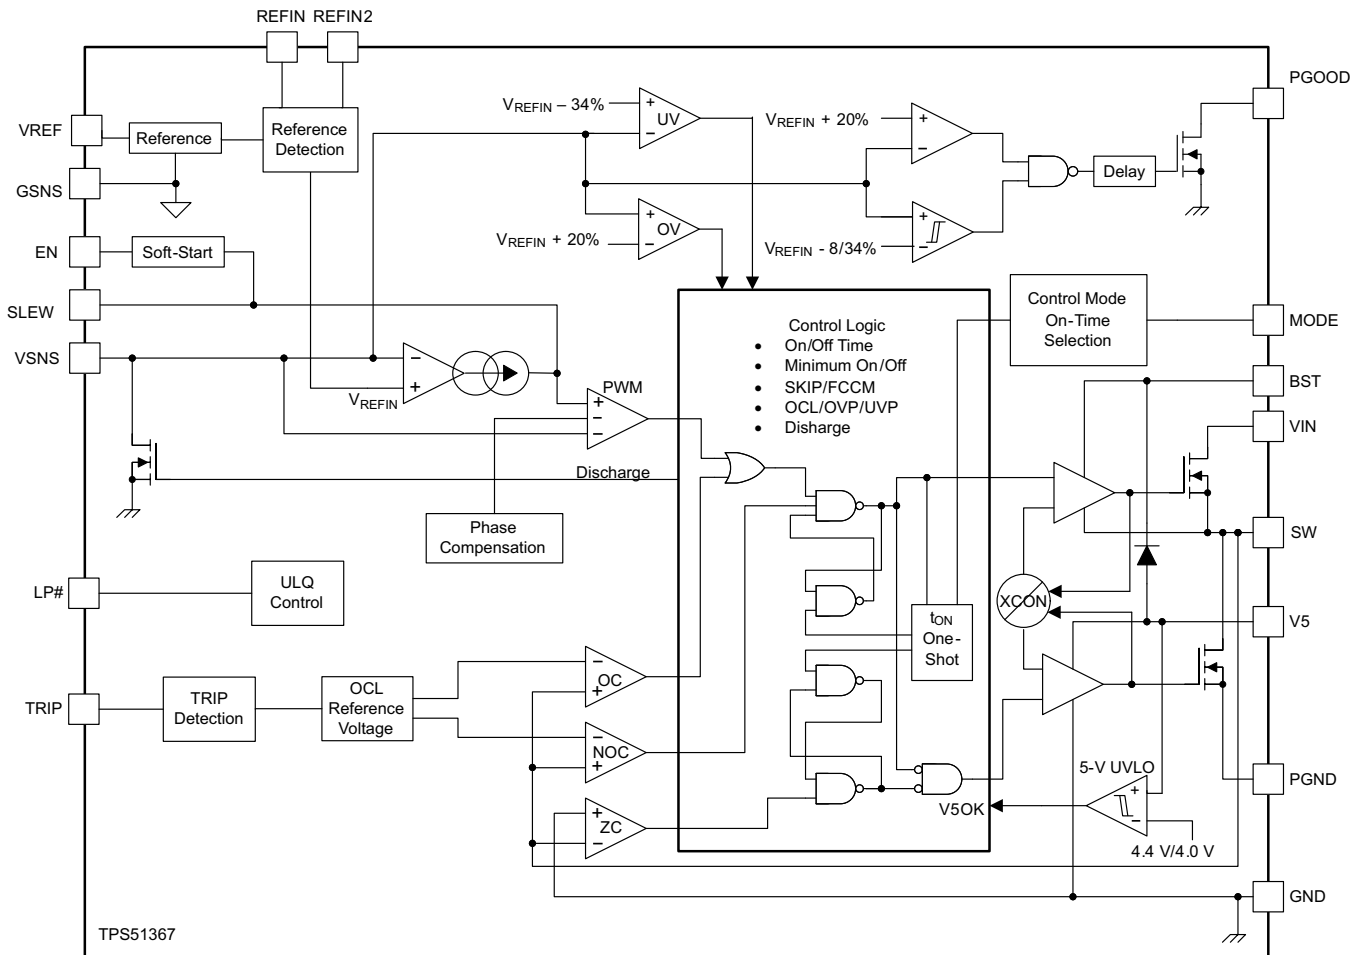 REFIN REFIN2
PGOOD
VREF
Reference
Reference
Detection
VREFIN – 34%
+
UV
–
VREFIN + 20%
+
–
Delay
GSNS
+
OV
–
VREFIN + 20%
+
–
VREFIN - 8/34%
EN
Soft-Start
SLEW
Control Mode
On-Time
Selection
MODE
VSNS
–
+
VREFIN
Control Logic
• On/Off Time
• Minimum On/Off
• SKIP/FCCM
• OCL/OVP/UVP
• Disharge
PWM
+
–
–
BST
VIN
Discharge
Phase
Compensation
SW
LP#
ULQ
Control
XCON
tON
One-
Shot
V5
TRIP
TRIP
Detection
OCL
Reference
Voltage
–
OC
+
–
NOC
+
+
ZC
–
5-V UVLO
+
–
V5OK
4.4 V/4.0 V
PGND
GND
TPS51367